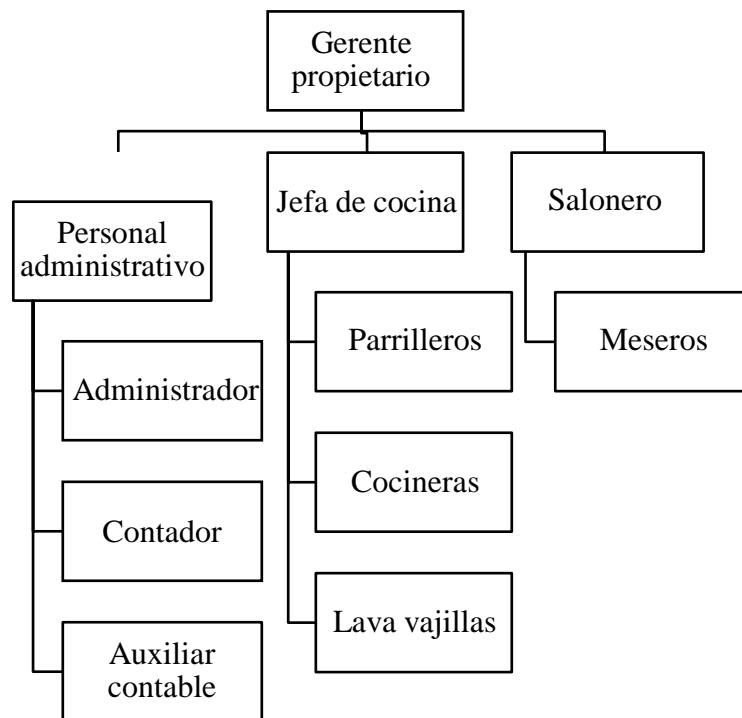 Gerente
propietario
Personal
administrativo
Administrador
Contador
Auxiliar
contable
Jefa de cocina
Parrilleros
Cocineras
Lava vajillas
Salonero
Meseros